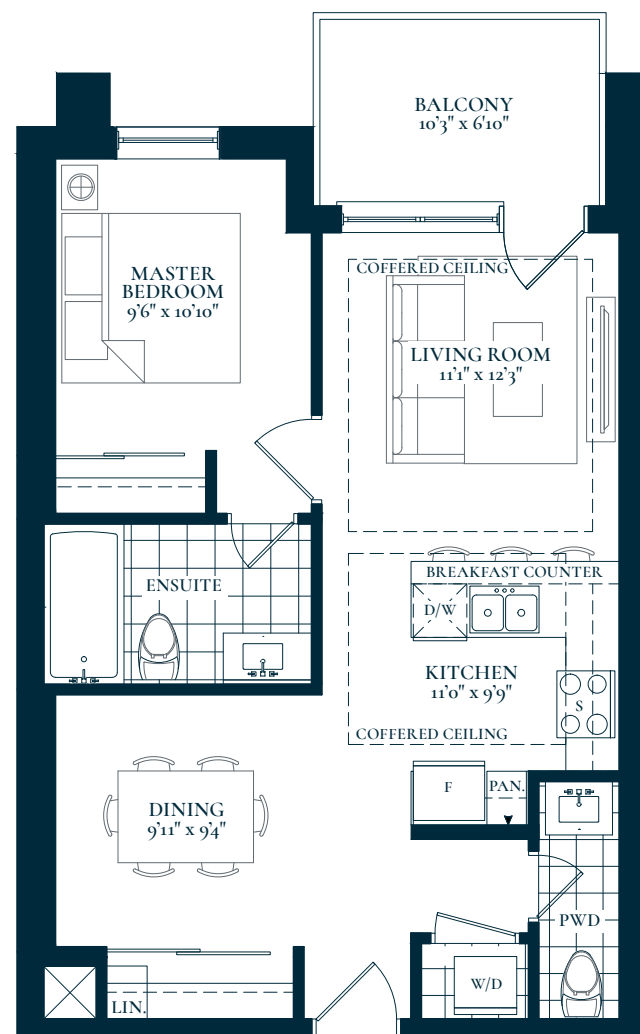 BALCONY
10'3" x 6'10"
MASTER
BEDROOM
9'6" x 10'10"
COFFERED CEILING
LIVING ROOM
11'1" x 12'3"
ENSUITE
BREAKFAST COUNTER
D/W
KITCHEN
11'0" x 9'9"
S
COFFERED CEILING
F
PAN.
DINING
9'11" x 9'4"
PWD
W/D
LIN.